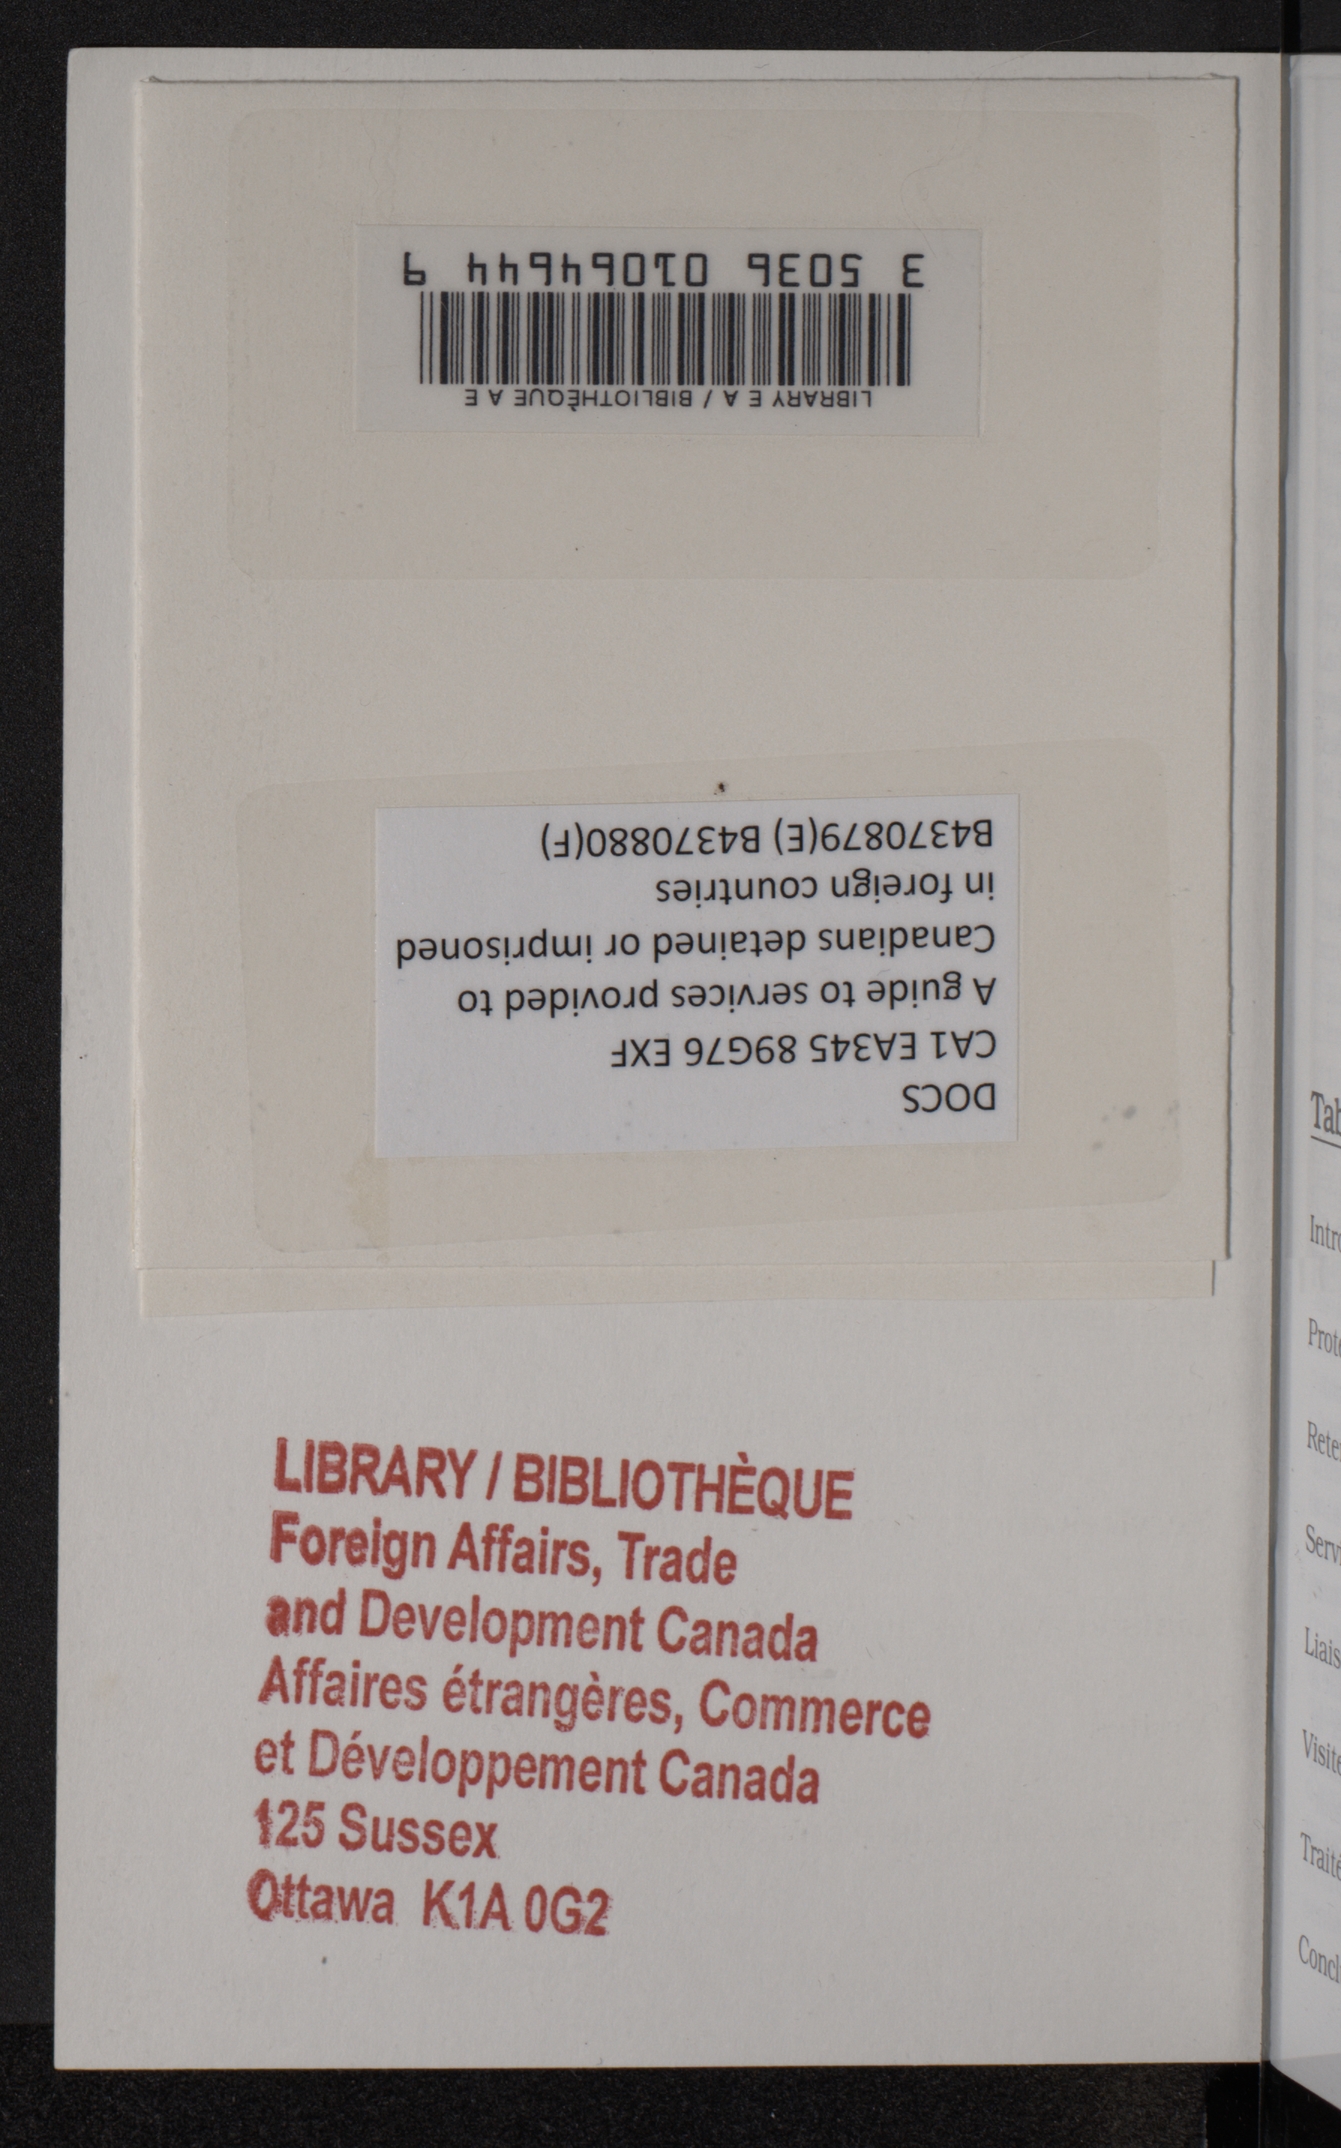 LIBRARY E A / BIBLIOTHÈQUE A E
3 5036 01064644 9
DOCS
CA1 EA345 89G76 EXF
A guide to services provided to
Canadians detained or imprisoned
in foreign countries
B4370879(E) B4370880(F)
LIBRARY / BIBLIOTHÈQUE
Foreign Affairs, Trade
and Development Canada
Affaires étrangères, Commerce
et Développement Canada
125 Sussex
Ottawa K1A 0G2